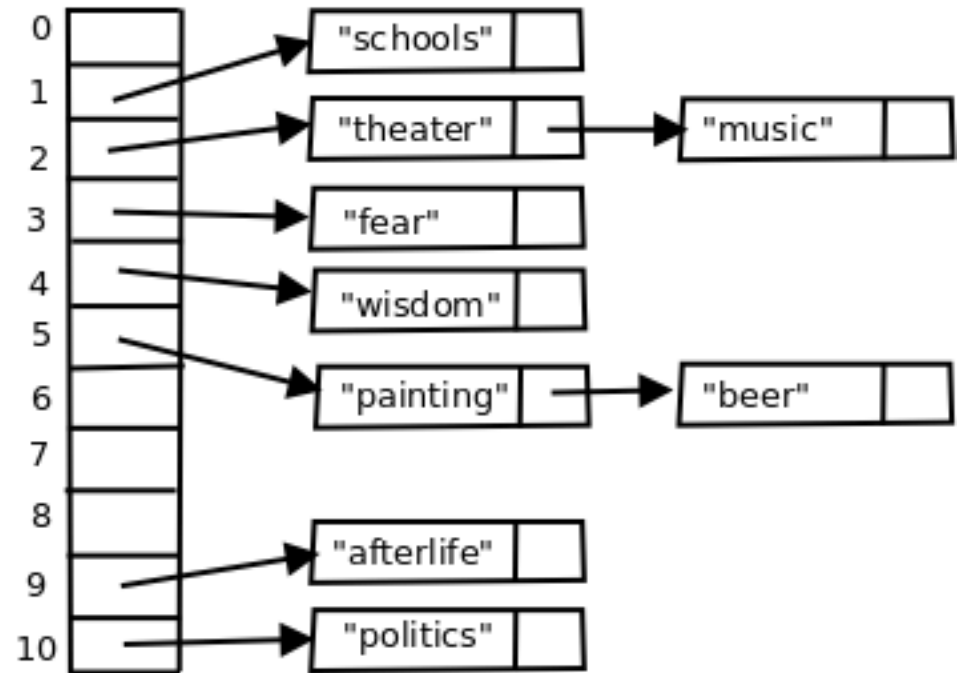 0
1 "schools"
2 "theater" "music"
3 "fear"
4 "wisdom"
5 "painting" "beer"
6
7
8
9 "afterlife"
10 "politics"